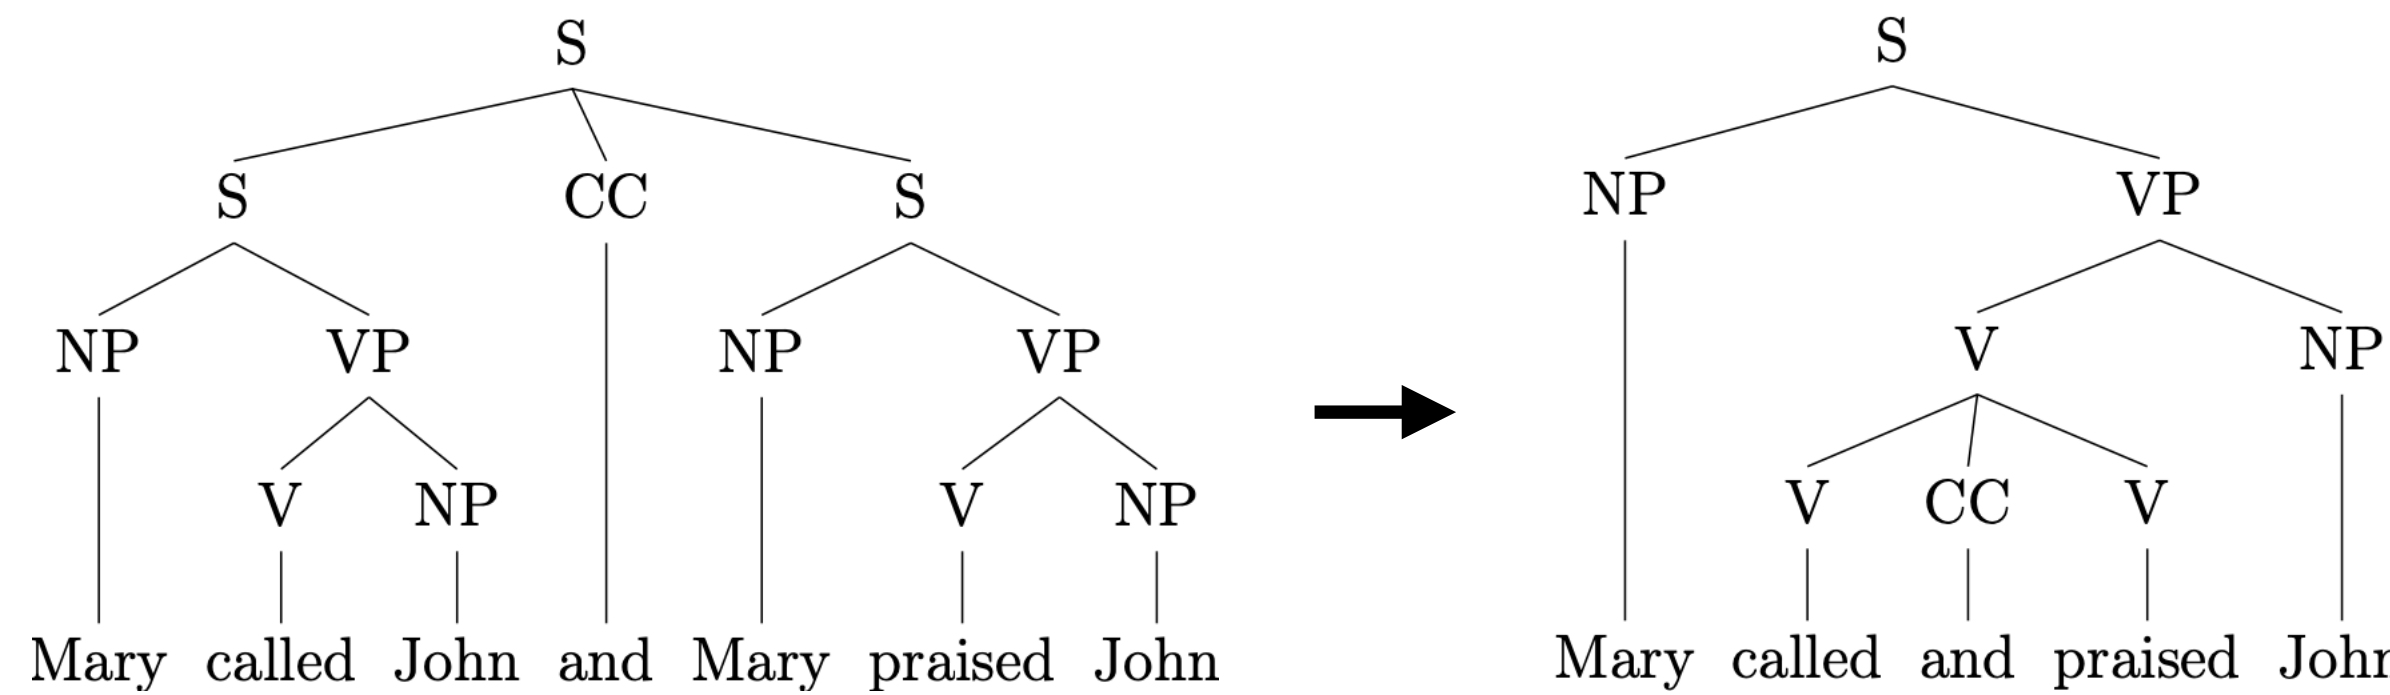 S S
S CC S NP VP
NP VP NP VP V NP
V NP V NP V CC V
Mary called John and Mary praised John Mary called and praised John